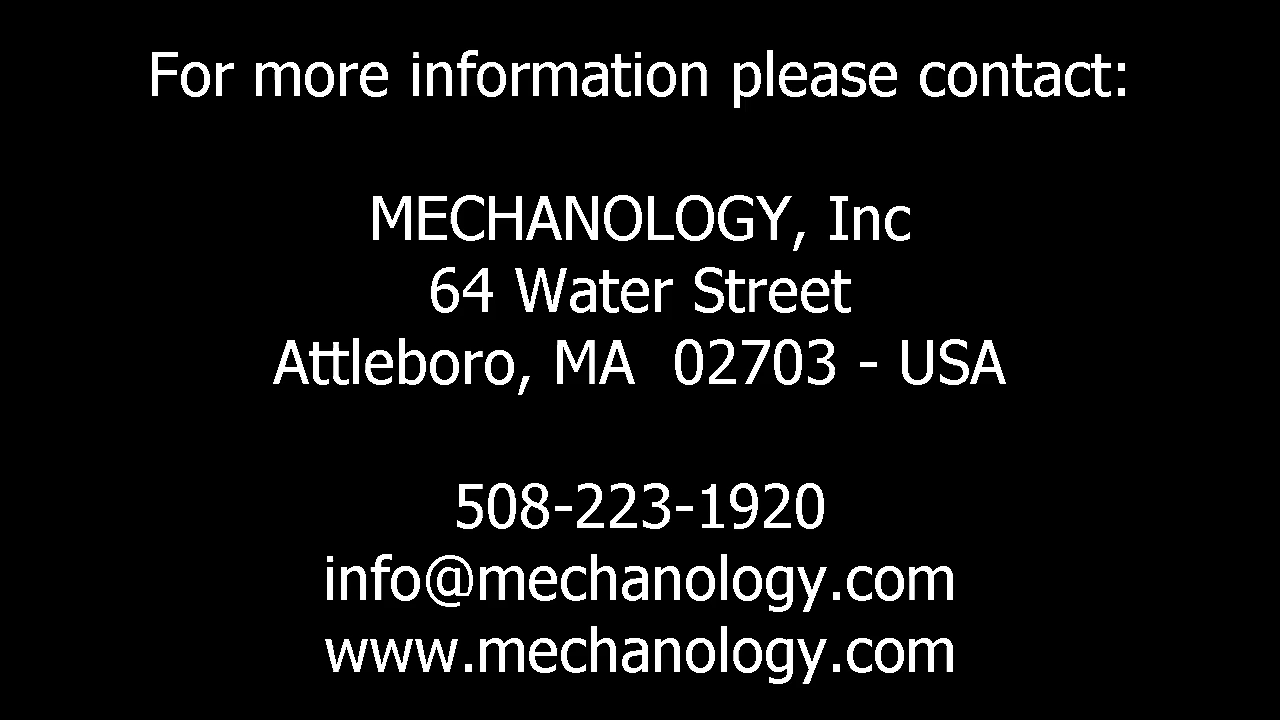 For more information please contact:
MECHANOLOGY, Inc
64 Water Street
Attleboro, MA  02703 - USA
508-223-1920
info@mechanology.com
www.mechanology.com